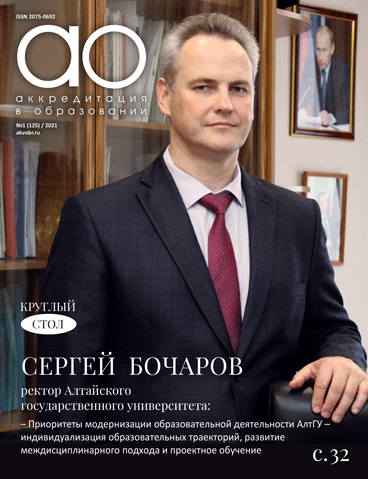 ISSN 2075-0692
ао
аккредитация
в образовании
№1 (125) / 2021
akvobr.ru
КРУГЛЫЙ
СТОЛ
СЕРГЕЙ БОЧАРОВ
ректор Алтайского
государственного университета:
– Приоритеты модернизации образовательной деятельности АлтГУ –
индивидуализация образовательных траекторий, развитие
междисциплинарного подхода и проектное обучение
с.32